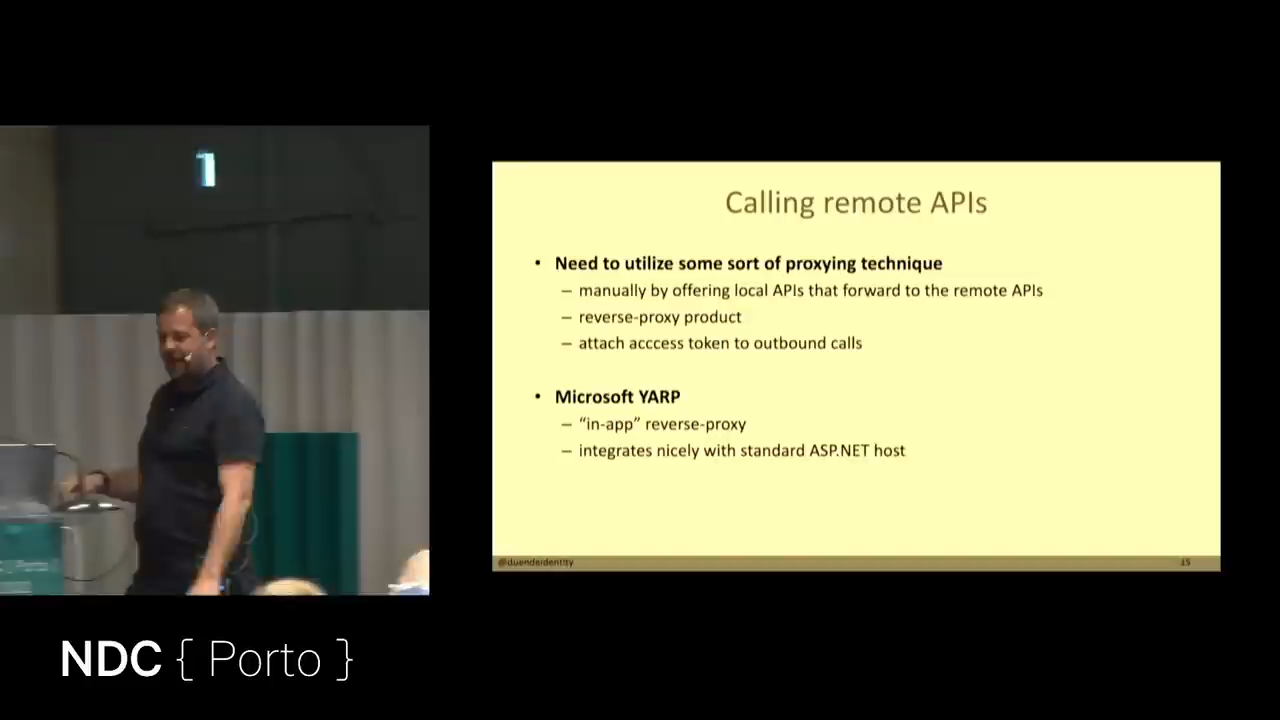 Calling remote APIs
• Need to utilize some sort of proxying technique
– manually by offering local APIs that forward to the remote APIs
– reverse-proxy product
– attach acccess token to outbound calls
• Microsoft YARP
– “in-app” reverse-proxy
– integrates nicely with standard ASP.NET host
@duendeidentity
15
NDC { Porto }